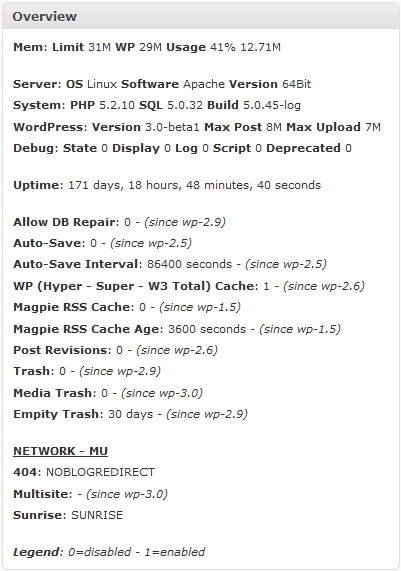 Overview
Mem: Limit 31M WP 29M Usage 41% 12.71M
Server: OS Linux Software Apache Version 64Bit
System: PHP 5.2.10 SQL 5.0.32 Build 5.0.45-log
WordPress: Version 3.0-beta1 Max Post 8M Max Upload 7M
Debug: State 0 Display 0 Log 0 Script 0 Deprecated 0
Uptime: 171 days, 18 hours, 48 minutes, 40 seconds
Allow DB Repair: 0 - (since wp-2.9)
Auto-Save: 0 - (since wp-2.5)
Auto-Save Interval: 86400 seconds - (since wp-2.5)
WP (Hyper - Super - W3 Total) Cache: 1 - (since wp-2.6)
Magpie RSS Cache: 0 - (since wp-1.5)
Magpie RSS Cache Age: 3600 seconds - (since wp-1.5)
Post Revisions: 0 - (since wp-2.6)
Trash: 0 - (since wp-2.9)
Media Trash: 0 - (since wp-3.0)
Empity Trash: 30 days - (since wp-2.9)
NETWORK - MU
404: NOBLOGREDIRECT
Multisite: - (since wp-3.0)
Sunrise: SUNRISE
Legend: 0=disabled - 1=enabled